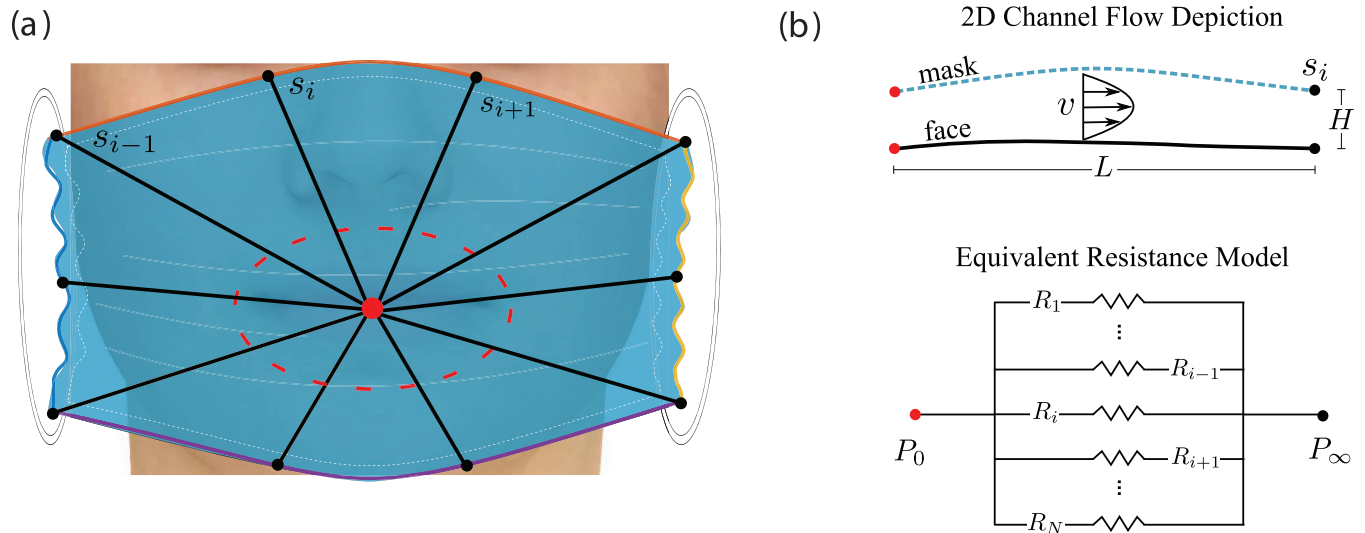 (a)
s_i
s_{i+1}
s_{i-1}
(b)
2D Channel Flow Depiction
mask
s_i
v
H
face
L
Equivalent Resistance Model
R_1
R_{i-1}
R_i
P_0
P_∞
R_{i+1}
R_N